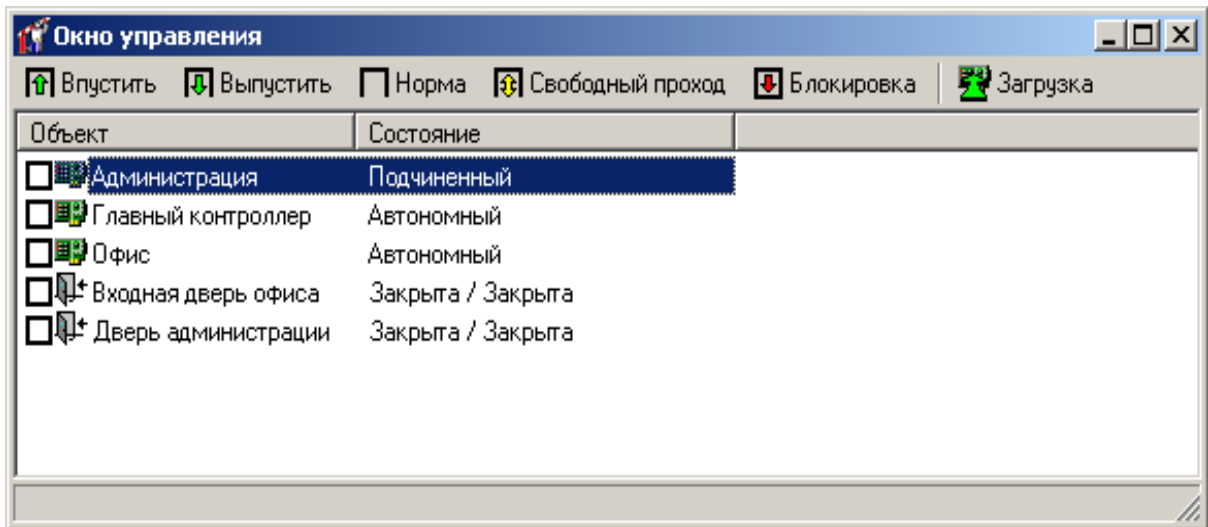 Окно управления
Впустить Выпустить Норма Свободный проход Блокировка Загрузка
Объект Состояние
Администрация Подчиненный
Главный контроллер Автономный
Офис Автономный
Входная дверь офиса Закрыта / Закрыта
Дверь администрации Закрыта / Закрыта